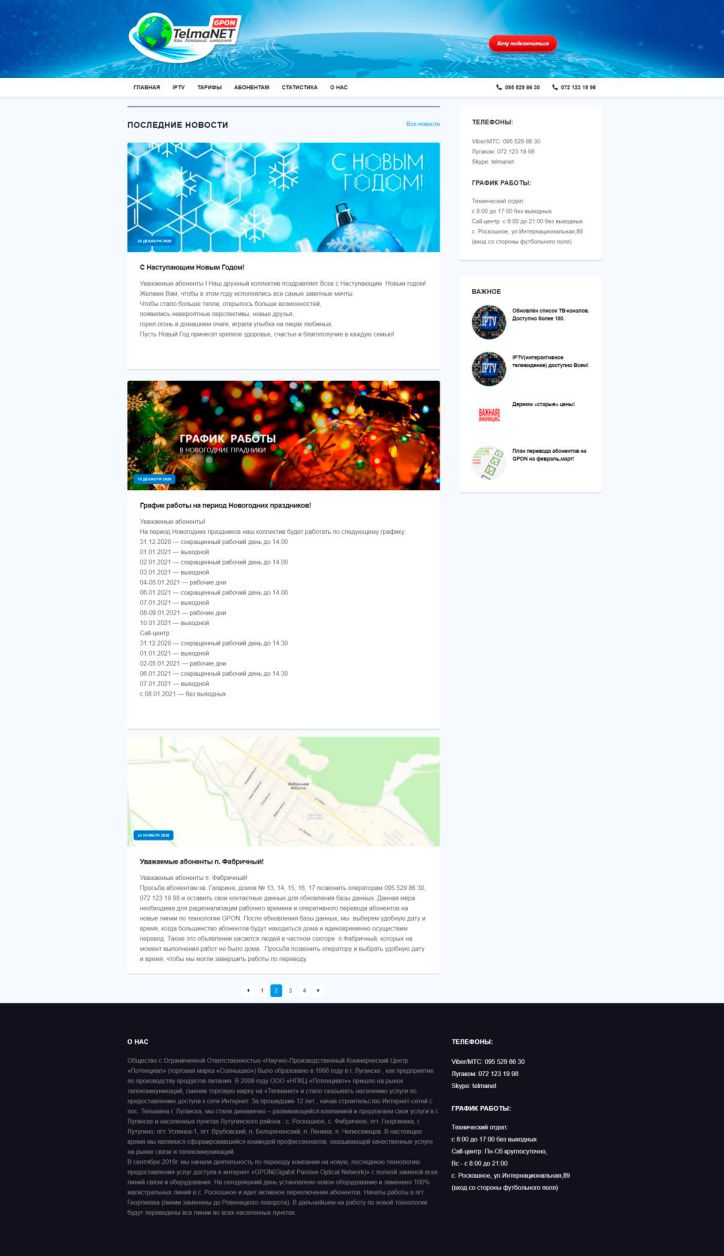 GPON
TelmaNET
Ваш домашний интернет
Хочу подключиться
ГЛАВНАЯ IPTV ТАРИФЫ АБОНЕНТАМ СТАТИСТИКА О НАС 095 529 86 30 072 123 19 98
ПОСЛЕДНИЕ НОВОСТИ Все новости
С НОВЫМ
ГОДОМ!
28 ДЕКАБРЯ 2020
С Наступающим Новым Годом!
Уважаемые абоненты ! Наш дружный коллектив поздравляет Всех с Наступающим Новым годом!
Желаем Вам, чтобы в этом году исполнялись все самые заветные мечты.
Чтобы стало больше тепла, открылось больше возможностей,
появились невероятные перспективы, новые друзья,
горел огонь в домашнем очаге, играла улыбка на лицах любимых.
Пусть Новый Год принесет крепкое здоровье, счастье и благополучие в каждую семью!
ГРАФИК РАБОТЫ
В НОВОГОДНИЕ ПРАДНИКИ
ДЕКАБРЯ 2020
График работы на период Новогодних праздников!
Уважаемые абоненты!
На период Новогодних праздников наш коллектив будет работать по следующему графику:
31.12.2020 — сокращенный рабочий день до 14.00
01.01.2021 — выходной
02.01.2021 — сокращенный рабочий день до 14.00
03.01.2021 — выходной
04-05.01.2021 — рабочие дни
06.01.2021 — сокращенный рабочий день до 14.00
07.01.2021 — выходной
08-09.01.2021 — рабочие дни
10.01.2021 — выходной
Call-центр:
31.12.2020 — сокращенный рабочий день до 14.30
01.01.2021 — выходной
02-05.01.2021 — рабочие дни
06.01.2021 — сокращенный рабочий день до 14.30
07.01.2021 — выходной
с 08.01.2021 — без выходных.
24 НОЯБРЯ 2020
Уважаемые абоненты п. Фабричный!
Уважаемые абоненты п. Фабричный!
Просьба абонентам кв. Гагарина, домов № 13, 14, 15, 16, 17 позвонить операторам 095 529 86 30,
072 123 19 98 и оставить свои контактные данные для обновления базы данных. Данная мера
необходима для рационализации рабочего времени и оперативного перевода абонентов на
новые линии по технологии GPON. После обновления базы данных, мы выберем удобную дату и
время, когда большинство абонентов будут находиться дома и единовременно осуществим
перевод. Также это объявление касается людей в частном секторе п.Фабричный, которых на
момент выполнения работ не было дома. Просьба позвонить оператору и выбрать удобную дату
и время, чтобы мы могли завершить работы по переводу.
1 2 3 4
ТЕЛЕФОНЫ:
Viber/МТС: 095 529 86 30
Лугаком: 072 123 19 98
Skype: telmanet
ГРАФИК РАБОТЫ:
Технический отдел:
с 8:00 до 17:00 без выходных
Call-центр: с 8:00 до 21:00 без выходных
с. Роскошное, ул.Интернациональная,89
(вход со стороны футбольного поля)
ВАЖНОЕ
IPTV
Обновлён список ТВ-каналов.
Доступно более 190.
IPTV
IPTV(интерактивное
телевидение) доступно Всем!
ВАЖНАЯ
ИНФОРМАЦИЯ
Держим «старые» цены!
План перевода абонентов на
GPON на февраль,март!
О НАС
Общество с Ограниченной Ответственностью «Научно-Производственный Коммерческий Центр
«Потенциал» (торговая марка «Солнышко») было образовано в 1998 году в г. Луганске , как предприятие
по производству продуктов питания. В 2008 году ООО «НПКЦ «Потенциал» пришло на рынок
телекоммуникаций, сменив торговую марку на «Телманет» и стало оказывать населению услуги по
предоставлению доступа к сети Интернет. За прошедшие 12 лет , начав строительство Интернет-сетей с
пос. Тельмана г. Луганска, мы стали динамично – развивающейся компанией и предлагаем свои услуги в г.
Луганске и населенных пунктах Лутугинского района : с. Роскошное, с. Фабричное, пгт. Георгиевка, г.
Лутугино, пгт. Успенка-1, пгт. Врубовский, п. Белореченский, п. Ленина, п. Челюскинцев. В настоящее
время мы являемся сформировавшейся командой профессионалов, оказывающей качественные услуги
на рынке связи и телекоммуникаций.
В сентябре 2019г. мы начали деятельность по переходу компании на новую, последнюю технологию
предоставления услуг доступа в интернет «GPON(Gigabit Passive Optical Network)» с полной заменой всех
линий связи и оборудования. На сегодняшний день установлено новое оборудование и заменено 100%
магистральных линий в с. Роскошное и идет активное переключение абонентов. Начаты работы в пгт.
Георгиевка (линии заменены до Ровенецкого поворота). В дальнейшем на работу по новой технологии
будут переведены все линии во всех населенных пунктах.
ТЕЛЕФОНЫ:
Viber/МТС: 095 529 86 30
Лугаком: 072 123 19 98
Skype: telmanet
ГРАФИК РАБОТЫ:
Технический отдел:
с 8:00 до 17:00 без выходных
Call-центр: Пн-Сб круглосуточно,
Вс - с 8:00 до 21:00
с. Роскошное, ул.Интернациональная,89
(вход со стороны футбольного поля)